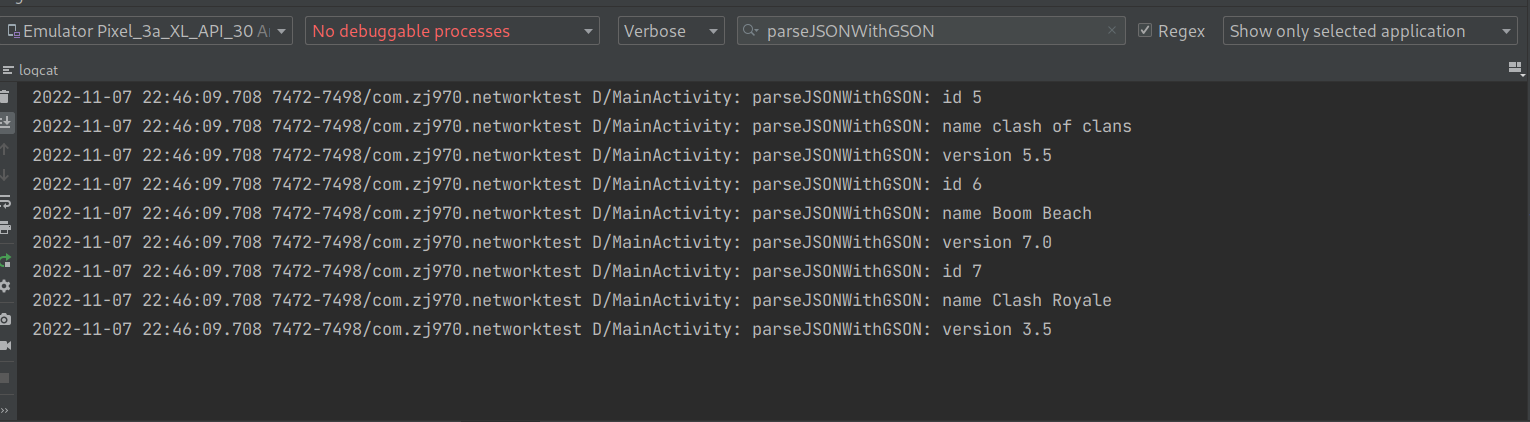 Emulator Pixel_3a_XL_API_30 A No debuggable processes Verbose parseJSONWithGSON Regex Show only selected application
logcat
2022-11-07 22:46:09.708 7472-7498/com.zj970.networktest D/MainActivity: parseJSONWithGSON: id 5
2022-11-07 22:46:09.708 7472-7498/com.zj970.networktest D/MainActivity: parseJSONWithGSON: name clash of clans
2022-11-07 22:46:09.708 7472-7498/com.zj970.networktest D/MainActivity: parseJSONWithGSON: version 5.5
2022-11-07 22:46:09.708 7472-7498/com.zj970.networktest D/MainActivity: parseJSONWithGSON: id 6
2022-11-07 22:46:09.708 7472-7498/com.zj970.networktest D/MainActivity: parseJSONWithGSON: name Boom Beach
2022-11-07 22:46:09.708 7472-7498/com.zj970.networktest D/MainActivity: parseJSONWithGSON: version 7.0
2022-11-07 22:46:09.708 7472-7498/com.zj970.networktest D/MainActivity: parseJSONWithGSON: id 7
2022-11-07 22:46:09.708 7472-7498/com.zj970.networktest D/MainActivity: parseJSONWithGSON: name Clash Royale
2022-11-07 22:46:09.708 7472-7498/com.zj970.networktest D/MainActivity: parseJSONWithGSON: version 3.5